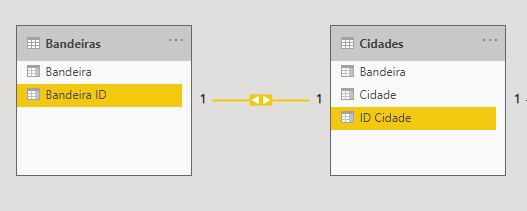 Bandeiras
Bandeira
Bandeira ID
1
1
Cidades
Bandeira
Cidade
ID Cidade
1